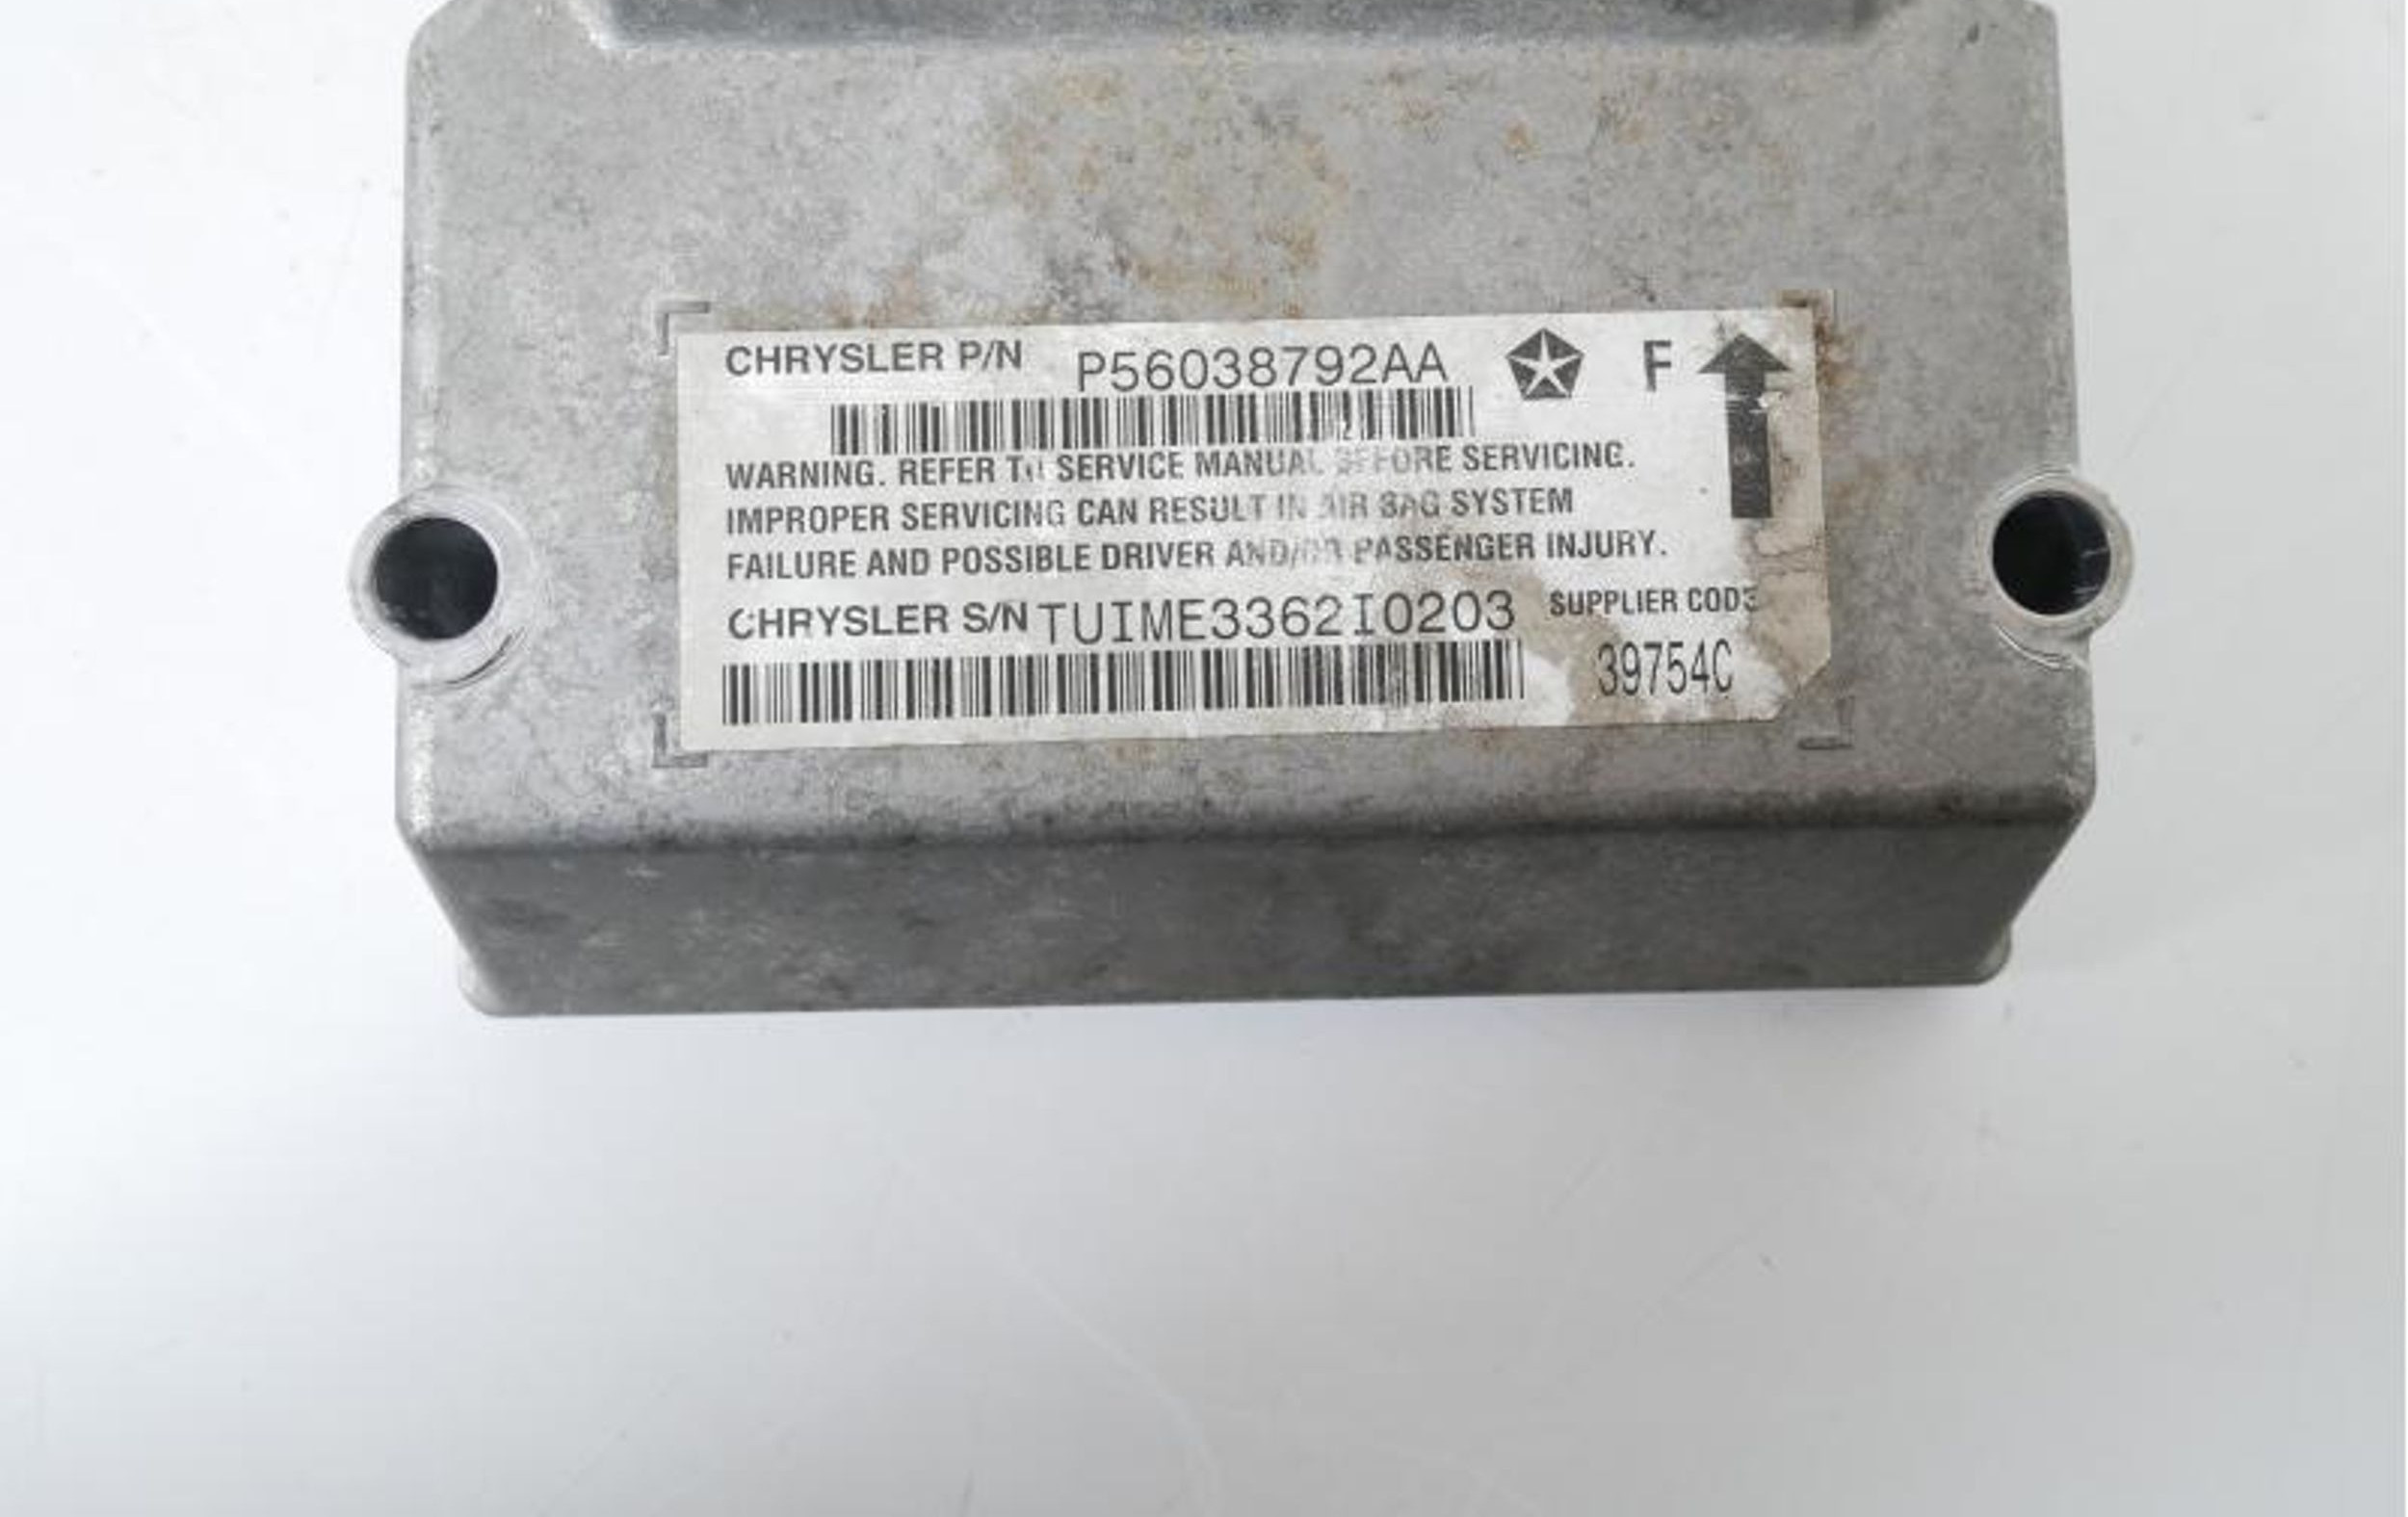 CHRYSLER P/N P56038792AA F
WARNING. REFER TO SERVICE MANUAL BEFORE SERVICING.
IMPROPER SERVICING CAN RESULT IN AIR BAG SYSTEM
FAILURE AND POSSIBLE DRIVER AND/OR PASSENGER INJURY.
CHRYSLER S/N TUIME3362I0203 SUPPLIER CODE
39754C